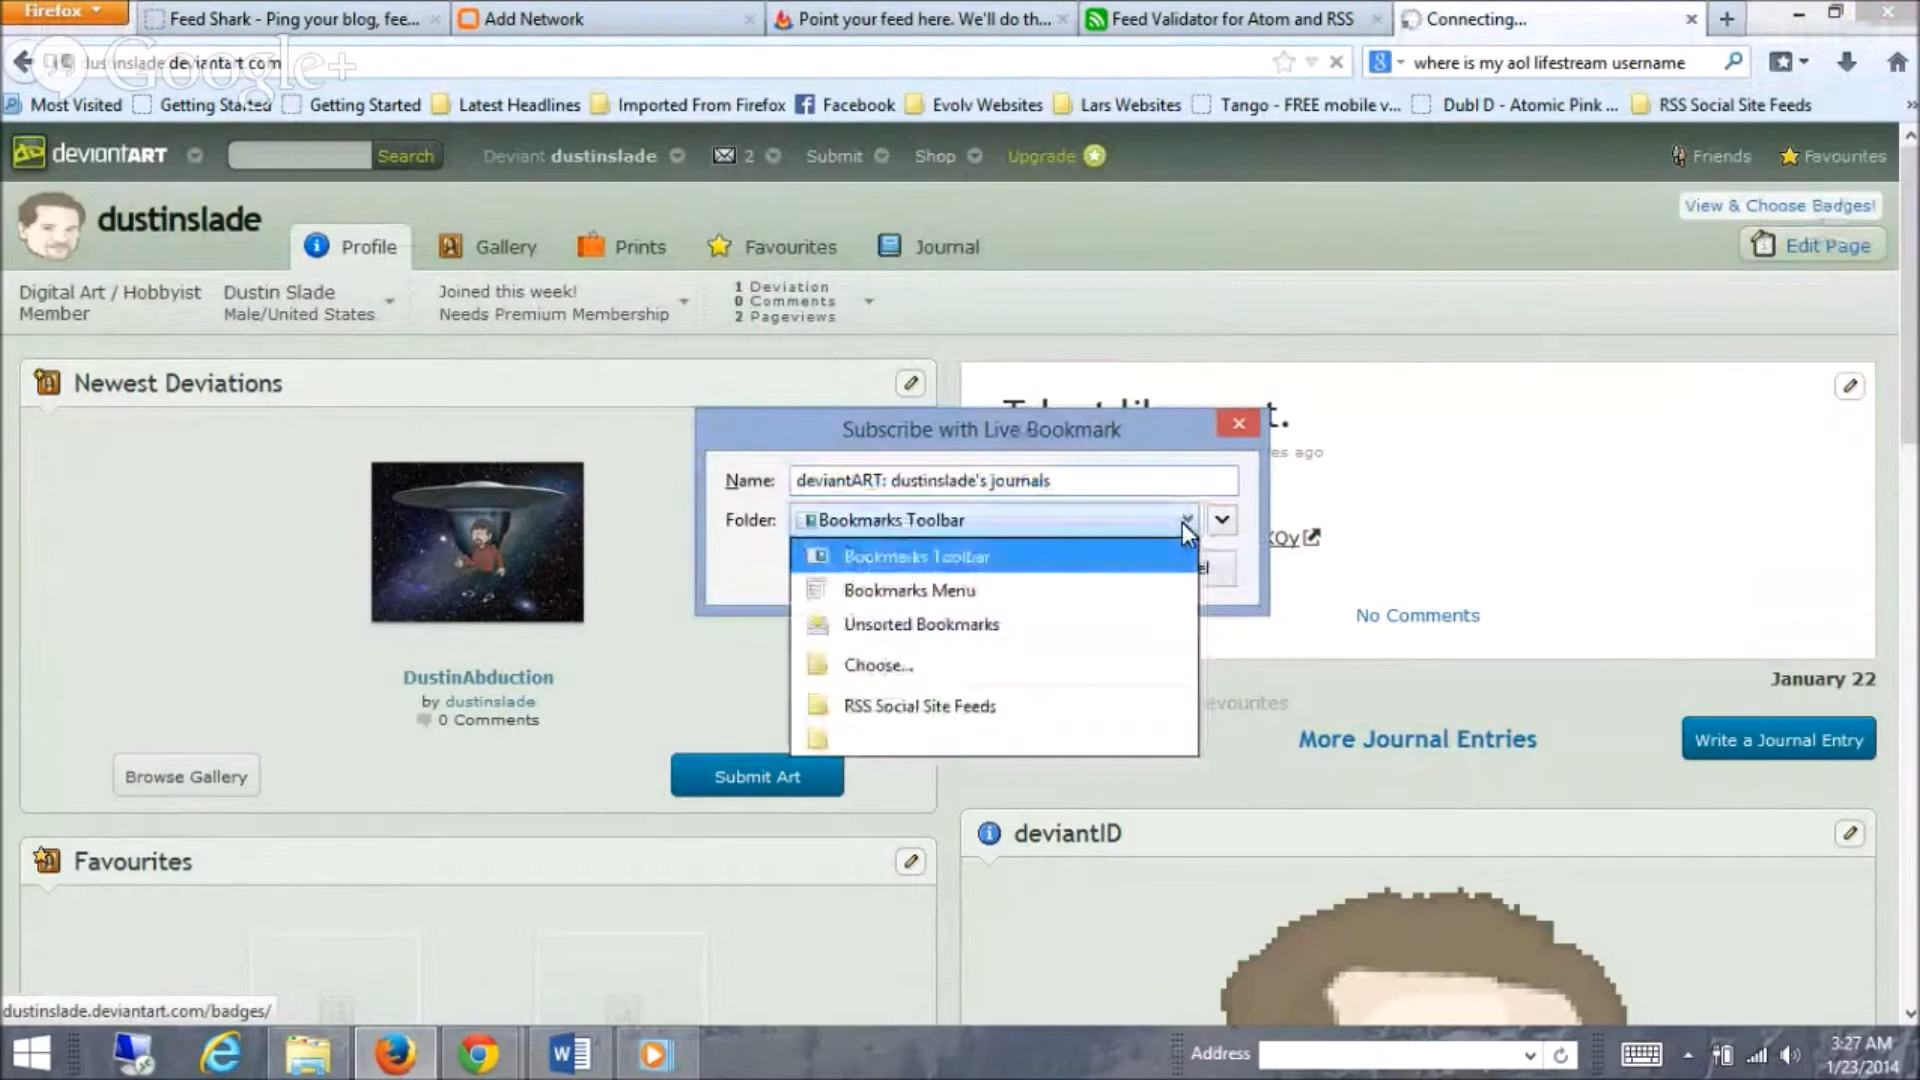 Firefox
Feed Shark - Ping your blog, fee...
Add Network
Point your feed here. We'll do th...
Feed Validator for Atom and RSS
Connecting...
Google+
dustinslade.deviantart.com
where is my aol lifestream username
Most Visited
Getting Started
Getting Started
Latest Headlines
Imported From Firefox
Facebook
Evolv Websites
Lars Websites
Tango - FREE mobile v...
Dubl D - Atomic Pink ...
RSS Social Site Feeds
deviantART
Search
Deviant dustinslade
2
Submit
Shop
Upgrade
Friends
Favourites
dustinslade
View & Choose Badges!
Profile
Gallery
Prints
Favourites
Journal
Edit Page
Digital Art / Hobbyist
Member
Dustin Slade
Male/United States
Joined this week!
Needs Premium Membership
1 Deviation
0 Comments
2 Pageviews
Newest Deviations
Subscribe with Live Bookmark
es ago
Name: deviantART: dustinslade's journals
Folder: Bookmarks Toolbar
Bookmarks Toolbar
Bookmarks Menu
Unsorted Bookmarks
Choose...
RSS Social Site Feeds
No Comments
DustinAbduction
by dustinslade
0 Comments
January 22
evourites
More Journal Entries
Write a Journal Entry
Browse Gallery
Submit Art
deviantID
Favourites
dustinslade.deviantart.com/badges/
Address
3:27 AM
1/23/2014